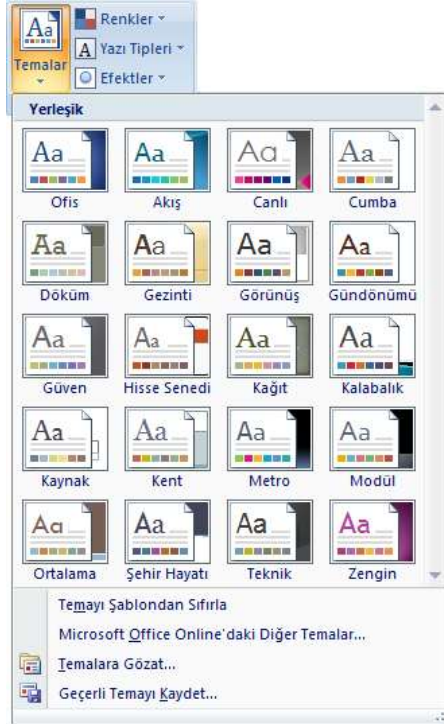 Aa Renkler
Temalar Yazı Tipleri
Efektler
Yerleşik
Aa Aa Aa Aa
Ofis Akış Canlı Cumba
Aa Aa Aa Aa
Döküm Gezinti Görünüş Gündönümü
Aa Aa Aa Aa
Güven Hisse Senedi Kağıt Kalabalık
Aa Aa Aa Aa
Kaynak Kent Metro Modül
Aa Aa Aa Aa
Ortalama Şehir Hayatı Teknik Zengin
Temayı Şablondan Sıfırla
Microsoft Office Online'daki Diğer Temalar...
Temalara Gözat...
Geçerli Temayı Kaydet...